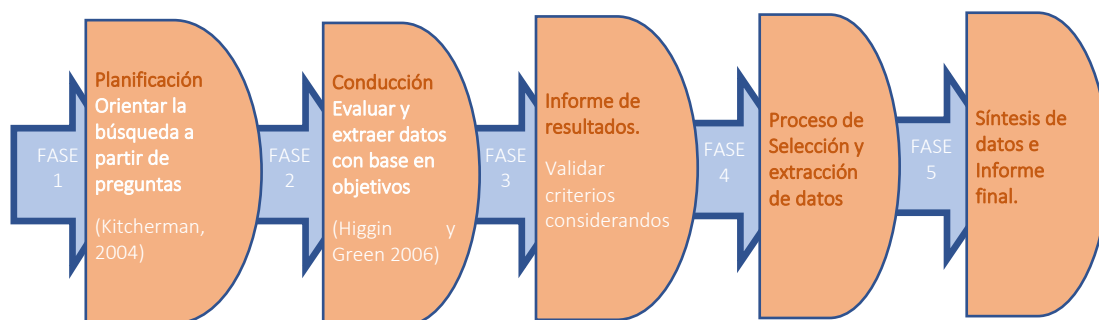 FASE
1
Planificación
Orientar la
búsqueda a
partir de
preguntas
(Kitcherman,
2004)
FASE
2
Conducción
Evaluar y
extraer datos
con base en
objetivos
(Higgin y
Green 2006)
FASE
3
Informe de
resultados.
Validar
criterios
considerandos
FASE
4
Proceso de
Selección y
extracción
de datos
FASE
5
Síntesis de
datos e
Informe
final.